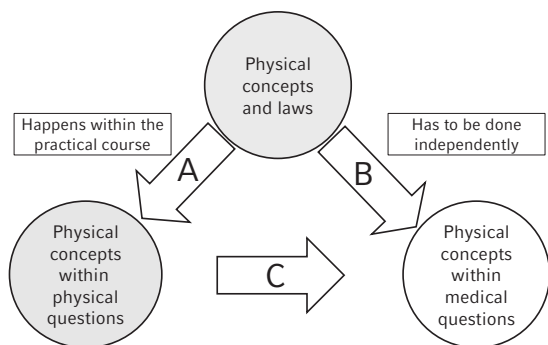 Physical
concepts
and laws
Happens within the
practical course
Has to be done
independently
A
B
Physical
concepts
within
physical
questions
C
Physical
concepts
within
medical
questions